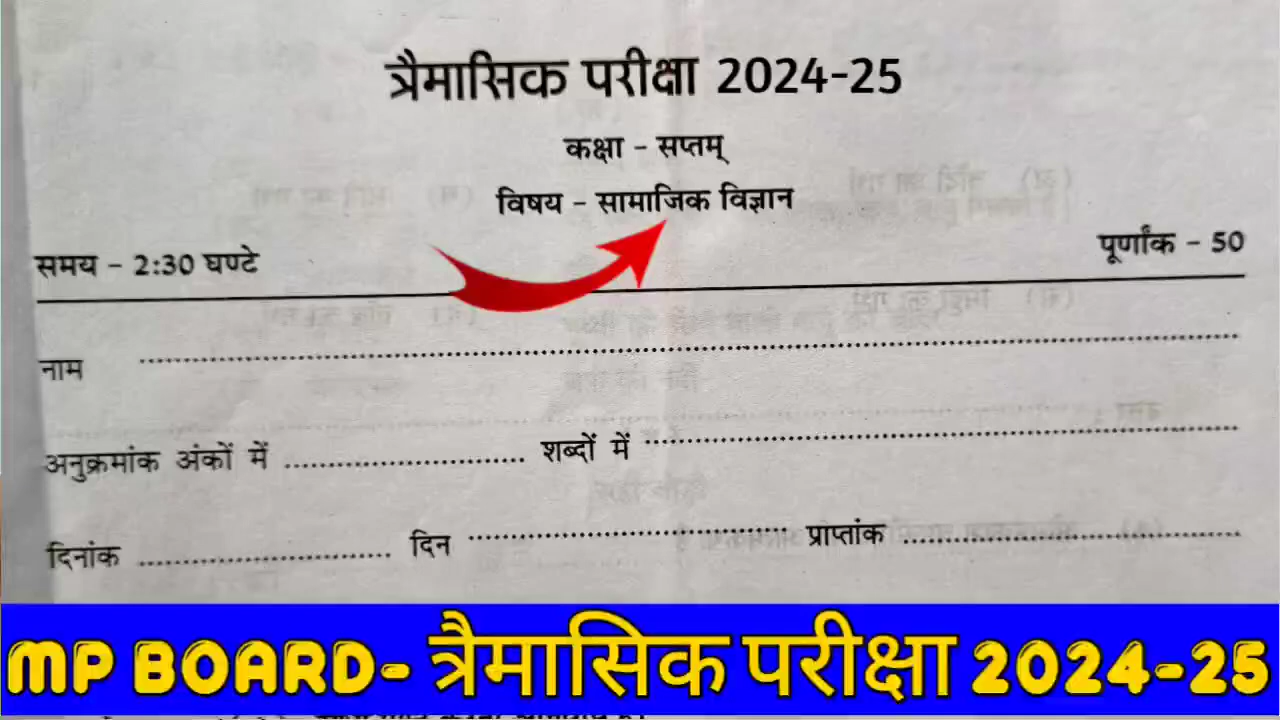 त्रैमासिक परीक्षा 2024-25
कक्षा - सप्तम्
विषय - सामाजिक विज्ञान
समय - 2:30 घण्टे पूर्णांक - 50
नाम ........................................
अनुक्रमांक अंकों में .................... शब्दों में ........................................
दिनांक .................... दिन .............................. प्राप्तांक ..............................
MP BOARD- त्रैमासिक परीक्षा 2024-25